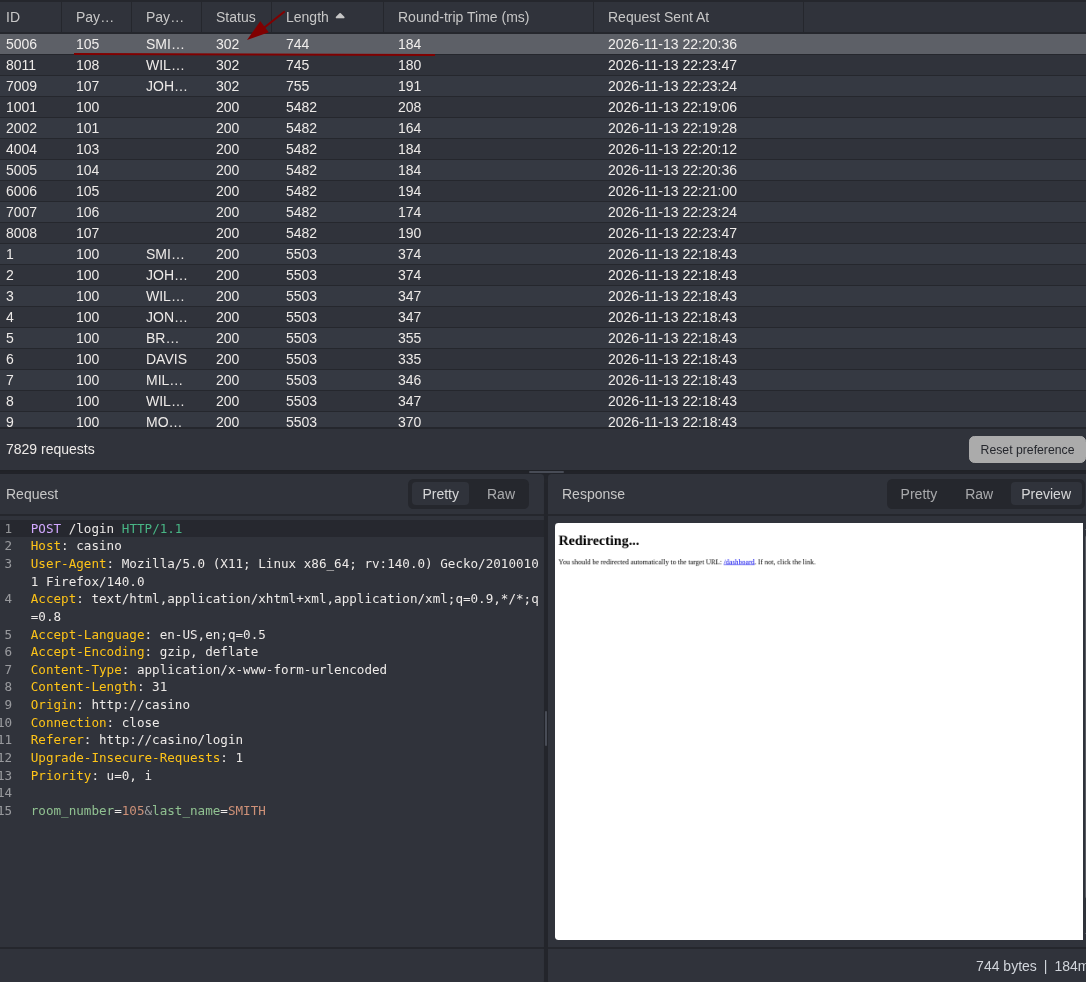 ID Pay… Pay… Status Length Round-trip Time (ms) Request Sent At
5006 105 SMI… 302 744 184 2026-11-13 22:20:36
8011 108 WIL… 302 745 180 2026-11-13 22:23:47
7009 107 JOH… 302 755 191 2026-11-13 22:23:24
1001 100 200 5482 208 2026-11-13 22:19:06
2002 101 200 5482 164 2026-11-13 22:19:28
4004 103 200 5482 184 2026-11-13 22:20:12
5005 104 200 5482 184 2026-11-13 22:20:36
6006 105 200 5482 194 2026-11-13 22:21:00
7007 106 200 5482 174 2026-11-13 22:23:24
8008 107 200 5482 190 2026-11-13 22:23:47
1 100 SMI… 200 5503 374 2026-11-13 22:18:43
2 100 JOH… 200 5503 374 2026-11-13 22:18:43
3 100 WIL… 200 5503 347 2026-11-13 22:18:43
4 100 JON… 200 5503 347 2026-11-13 22:18:43
5 100 BR… 200 5503 355 2026-11-13 22:18:43
6 100 DAVIS 200 5503 335 2026-11-13 22:18:43
7 100 MIL… 200 5503 346 2026-11-13 22:18:43
8 100 WIL… 200 5503 347 2026-11-13 22:18:43
9 100 MO… 200 5503 370 2026-11-13 22:18:43
7829 requests Reset preference
Request Pretty Raw
1 POST /login HTTP/1.1
2 Host: casino
3 User-Agent: Mozilla/5.0 (X11; Linux x86_64; rv:140.0) Gecko/2010010
1 Firefox/140.0
4 Accept: text/html,application/xhtml+xml,application/xml;q=0.9,*/*;q
=0.8
5 Accept-Language: en-US,en;q=0.5
6 Accept-Encoding: gzip, deflate
7 Content-Type: application/x-www-form-urlencoded
8 Content-Length: 31
9 Origin: http://casino
10 Connection: close
11 Referer: http://casino/login
12 Upgrade-Insecure-Requests: 1
13 Priority: u=0, i
14
15 room_number=105&last_name=SMITH
Response Pretty Raw Preview
Redirecting...
You should be redirected automatically to the target URL: /dashboard. If not, click the link.
744 bytes | 184m